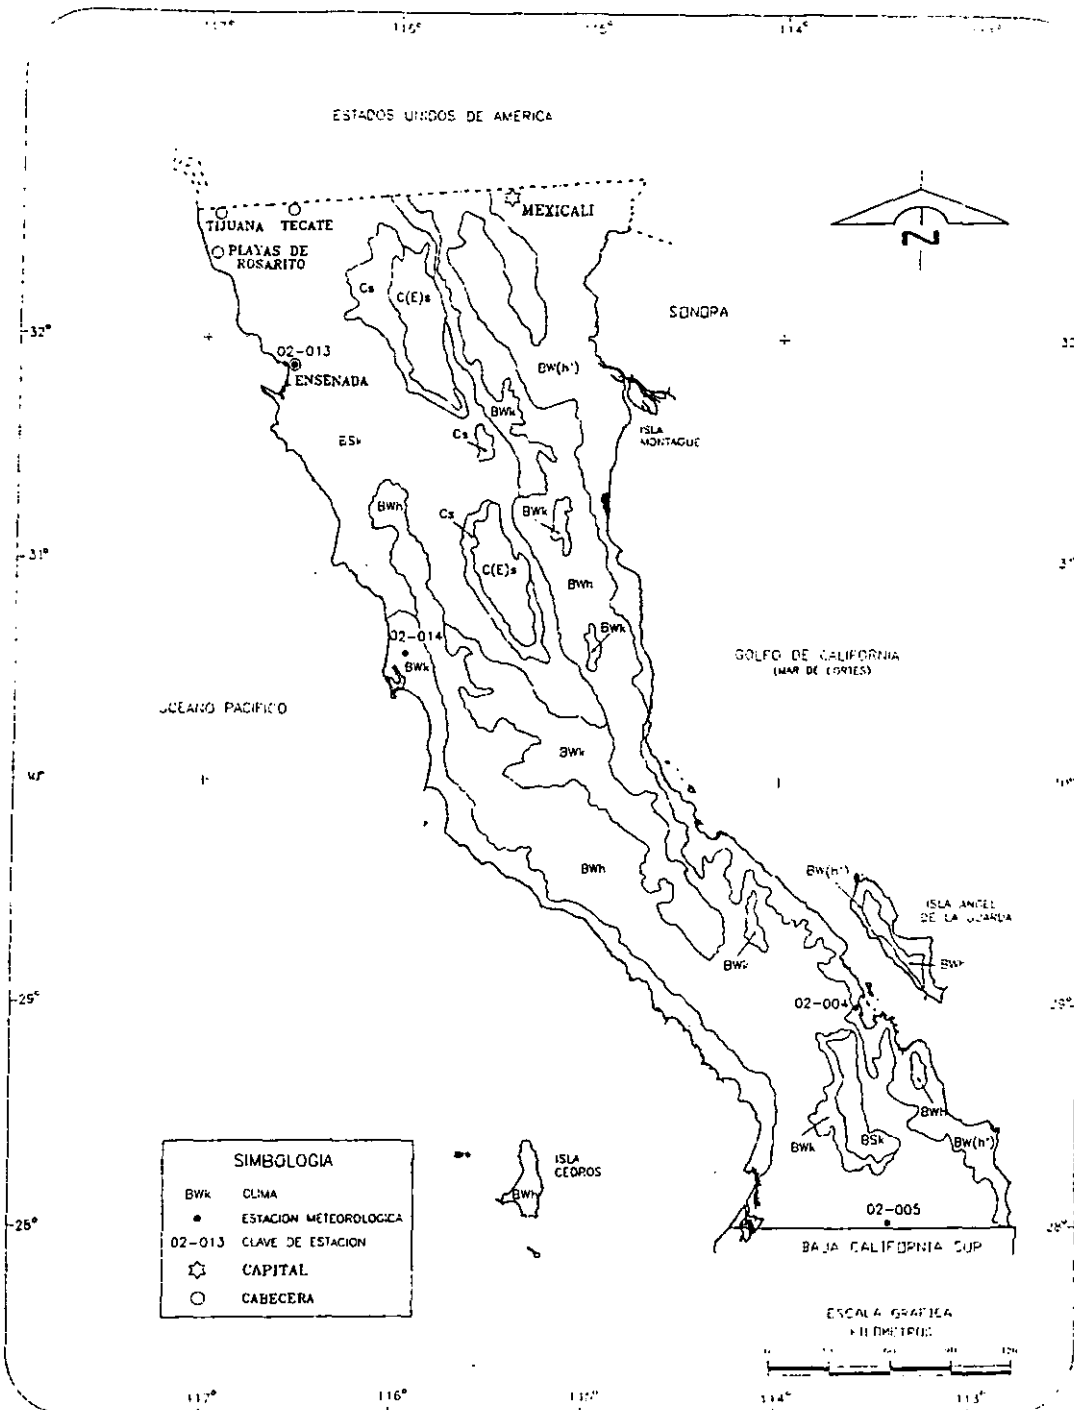 116°
114°
ESTADOS UNIDOS DE AMERICA
MEXICALI
TIJUANA TECATE
PLAYAS DE
ROSARITO
N
Cs
C(E)s
SONORA
32°
02-013
ENSENADA
BW(h')
BWk
ISLA
MONTAGUE
BSk
Cs
BWh
Cs
BWk
31°
C(E)s
BWh
02-014
BWk
BWk
GOLFO DE CALIFORNIA
(MAR DE CORTES)
OCEANO PACIFICO
BWk
BWh
BW(h')
ISLA ANGEL
DE LA GUARDA
BWk
29°
02-004
29°
BWh
BWk
BSk
BW(h')
ISLA
CEDROS
BWh
02-005
28°
BAJA CALIFORNIA SUR
SIMBOLOGIA
BWk CLIMA
ESTACION METEOROLOGICA
02-013 CLAVE DE ESTACION
CAPITAL
CABECERA
ESCALA GRAFICA
KILOMETROS
117°
116°
114°
113°